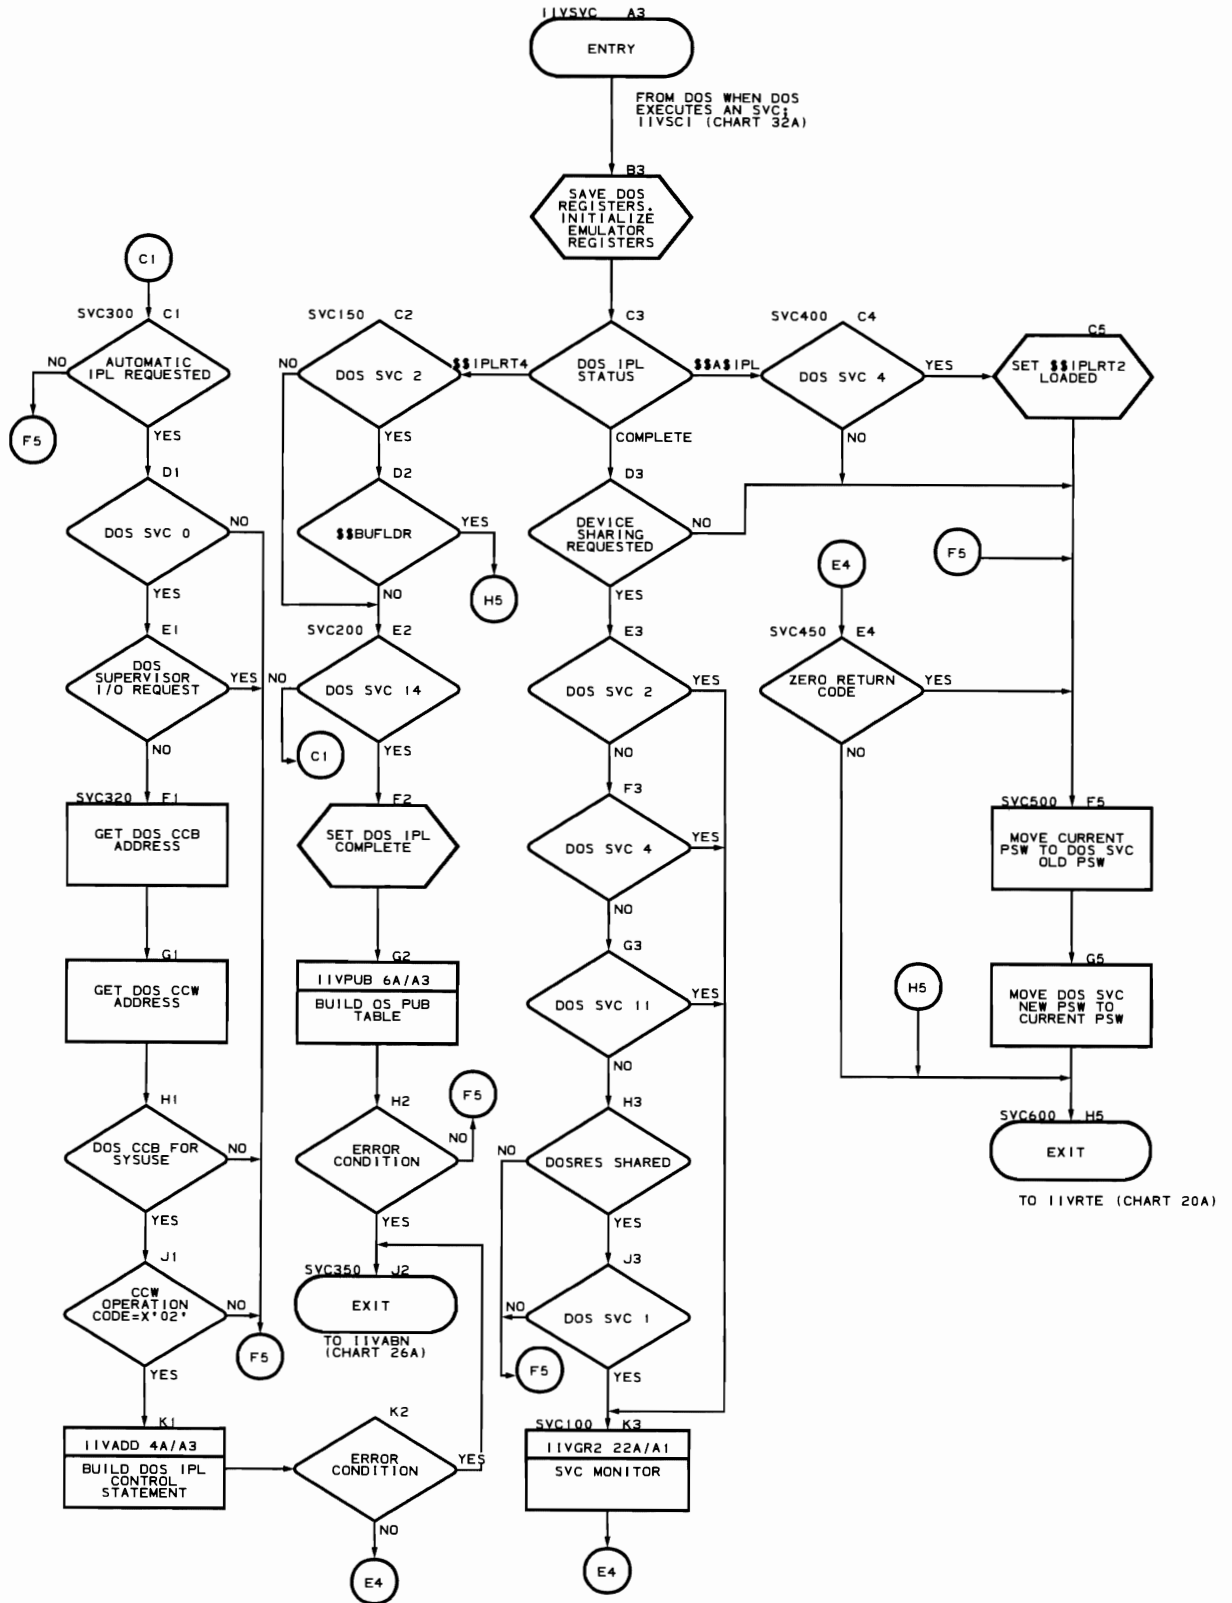 IIVSVC A3
ENTRY
FROM DOS WHEN DOS
EXECUTES AN SVC;
IIVSCI (CHART 32A)
B3
SAVE DOS
REGISTERS.
INITIALIZE
EMULATOR
REGISTERS
C1
SVC300 C1
AUTOMATIC
IPL REQUESTED
NO
F5
YES
D1
DOS SVC 0
NO
YES
E1
DOS
SUPERVISOR
I/O REQUEST
YES
NO
SVC320 F1
GET DOS CCB
ADDRESS
G1
GET DOS CCW
ADDRESS
H1
DOS CCB FOR
SYSUSE
NO
YES
J1
CCW
OPERATION
CODE=X'02'
NO
F5
YES
K1
IIVADD 4A/A3
BUILD DOS IPL
CONTROL
STATEMENT
SVC150 C2
NO
DOS SVC 2
$$IPLRT4
YES
D2
$$BUFLDR
YES
H5
NO
SVC200 E2
NO
DOS SVC 14
C1
YES
F2
SET DOS IPL
COMPLETE
G2
IIVPUB 6A/A3
BUILD OS PUB
TABLE
H2
ERROR
CONDITION
NO
F5
YES
SVC350 J2
EXIT
TO IIVABN
(CHART 26A)
K2
ERROR
CONDITION
YES
NO
E4
C3
DOS IPL
STATUS
$$A$IPL
COMPLETE
D3
DEVICE
SHARING
REQUESTED
NO
YES
E3
DOS SVC 2
YES
NO
F3
DOS SVC 4
YES
NO
G3
DOS SVC 11
YES
NO
H3
DOSRES SHARED
NO
YES
J3
DOS SVC 1
NO
F5
YES
SVC100 K3
IIVGR2 22A/A1
SVC MONITOR
E4
SVC400 C4
DOS SVC 4
YES
NO
C5
SET $$IPLRT2
LOADED
F5
E4
SVC450 E4
ZERO RETURN
CODE
YES
NO
SVC500 F5
MOVE CURRENT
PSW TO DOS SVC
OLD PSW
G5
MOVE DOS SVC
NEW PSW TO
CURRENT PSW
H5
SVC600 H5
EXIT
TO IIVRTE (CHART 20A)